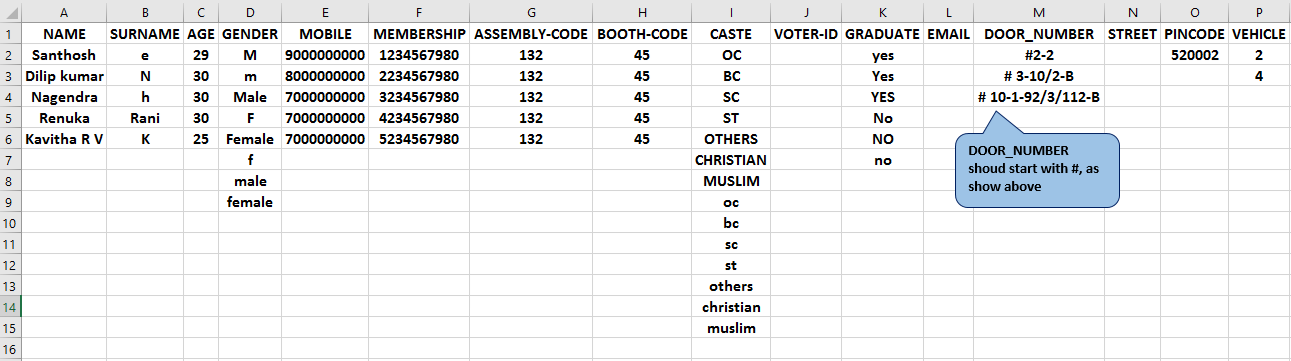 A B C D E F G H I J K L M N O P
1 NAME SURNAME AGE GENDER MOBILE MEMBERSHIP ASSEMBLY-CODE BOOTH-CODE CASTE VOTER-ID GRADUATE EMAIL DOOR_NUMBER STREET PINCODE VEHICLE
2 Santhosh e 29 M 9000000000 1234567980 132 45 OC yes #2-2 520002 2
3 Dilip kumar N 30 m 8000000000 2234567980 132 45 BC Yes # 3-10/2-B 4
4 Nagendra h 30 Male 7000000000 3234567980 132 45 SC YES # 10-1-92/3/112-B
5 Renuka Rani 30 F 7000000000 4234567980 132 45 ST No
6 Kavitha R V K 25 Female 7000000000 5234567980 132 45 OTHERS NO
7 f CHRISTIAN no
8 male MUSLIM
9 female oc
10 bc
11 sc
12 st
13 others
14 christian
15 muslim
16
DOOR_NUMBER
shoud start with #, as
show above